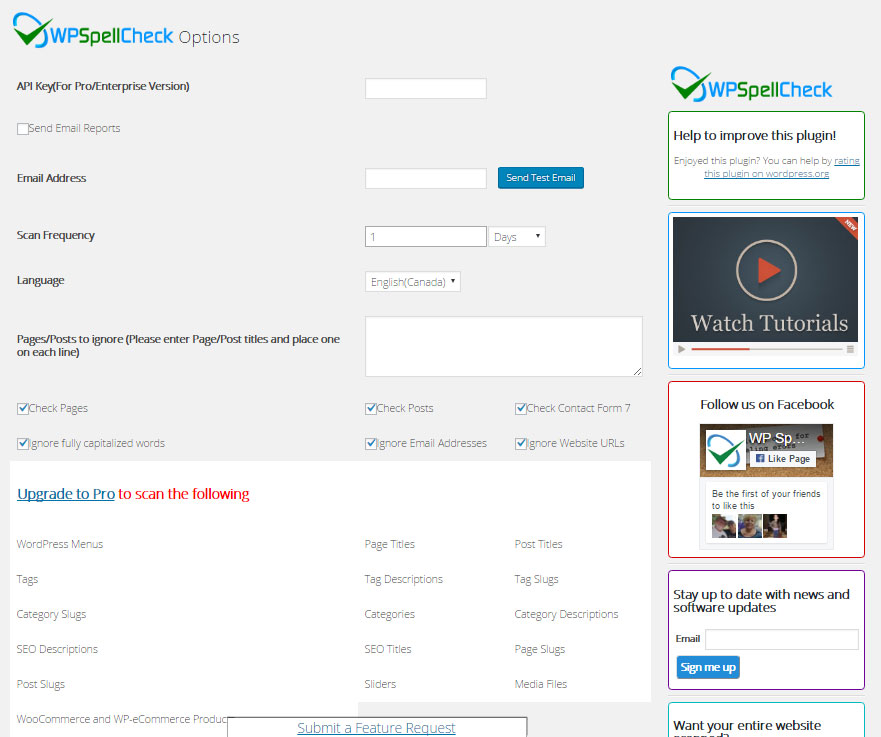 WPSpellCheck Options
API Key(For Pro/Enterprise Version)
Send Email Reports
Email Address
Send Test Email
Scan Frequency
1
Days
Language
English(Canada)
Pages/Posts to ignore (Please enter Page/Post titles and place one
on each line)
Check Pages
Check Posts
Check Contact Form 7
Ignore fully capitalized words
Ignore Email Addresses
Ignore Website URLs
Upgrade to Pro to scan the following
WordPress Menus
Page Titles
Post Titles
Tags
Tag Descriptions
Tag Slugs
Category Slugs
Categories
Category Descriptions
SEO Descriptions
SEO Titles
Page Slugs
Post Slugs
Sliders
Media Files
WooCommerce and WP-eCommerce Produc
Submit a Feature Request
WPSpellCheck
Help to improve this plugin!
Enjoyed this plugin? You can help by rating
this plugin on wordpress.org
NEW
Watch Tutorials
Follow us on Facebook
WP Sp...
Like Page
Be the first of your friends
to like this
Stay up to date with news and
software updates
Email
Sign me up
Want your entire website